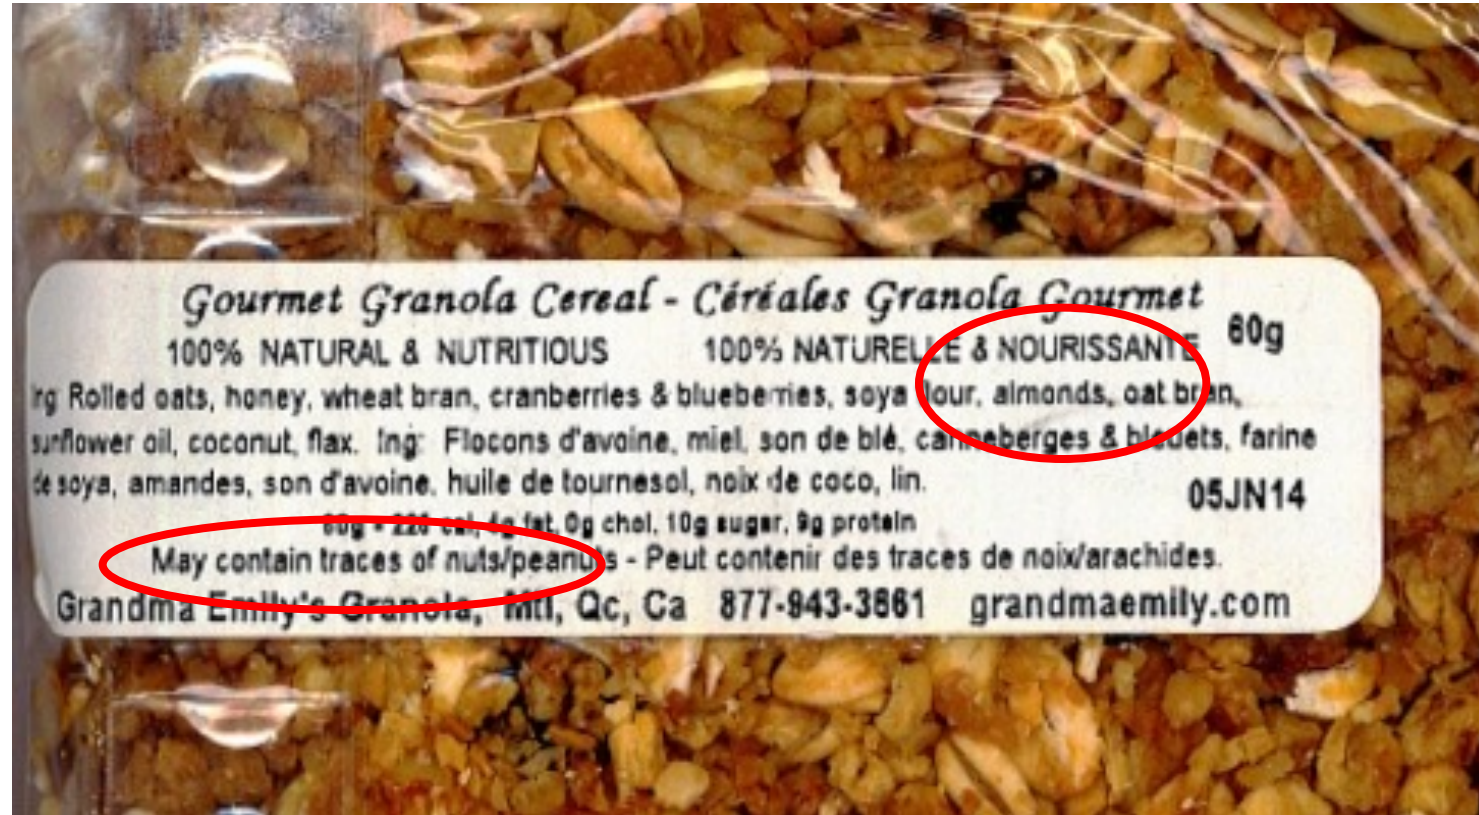 Gourmet Granola Cereal - Céréales Granola Gourmet
100% NATURAL & NUTRITIOUS 100% NATURELLE & NOURISSANTE 60g
Ing: Rolled oats, honey, wheat bran, cranberries & blueberries, soya flour, almonds, oat bran,
sunflower oil, coconut, flax. Ing: Flocons d'avoine, miel, son de blé, canneberges & bleuets, farine
de soya, amandes, son d'avoine, huile de tournesol, noix de coco, lin.
05JN14
60g = 220 cal, 4g fat, 0g chol, 10g sugar, 9g protein
May contain traces of nuts/peanuts - Peut contenir des traces de noix/arachides.
Grandma Emily's Granola, Mtl, Qc, Ca 877-943-3661 grandmaemily.com